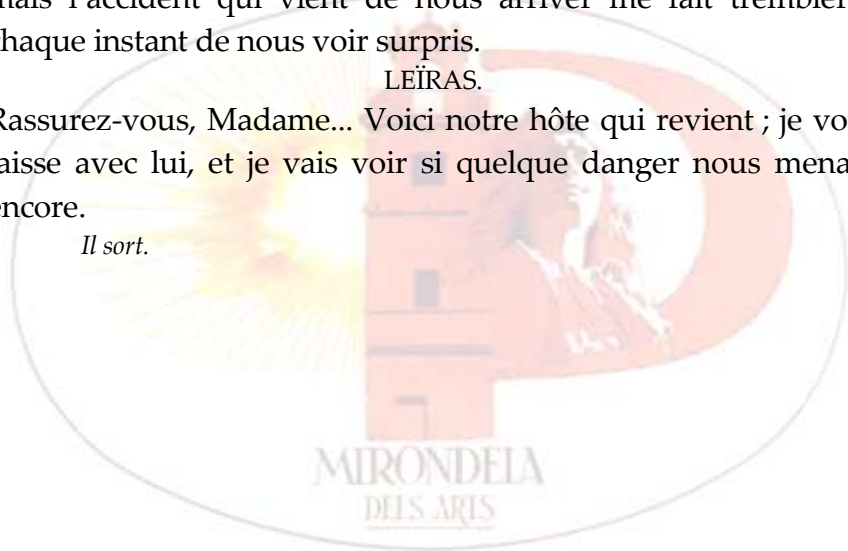 mais l'accident qui vient de nous arriver me fait trembler
haque instant de nous voir surpris.
LEÏRAS.
Rassurez-vous, Madame... Voici notre hôte qui revient ; je vo
aisse avec lui, et je vais voir si quelque danger nous mena
encore.
Il sort.
MIRONDELA
DELS ARTS